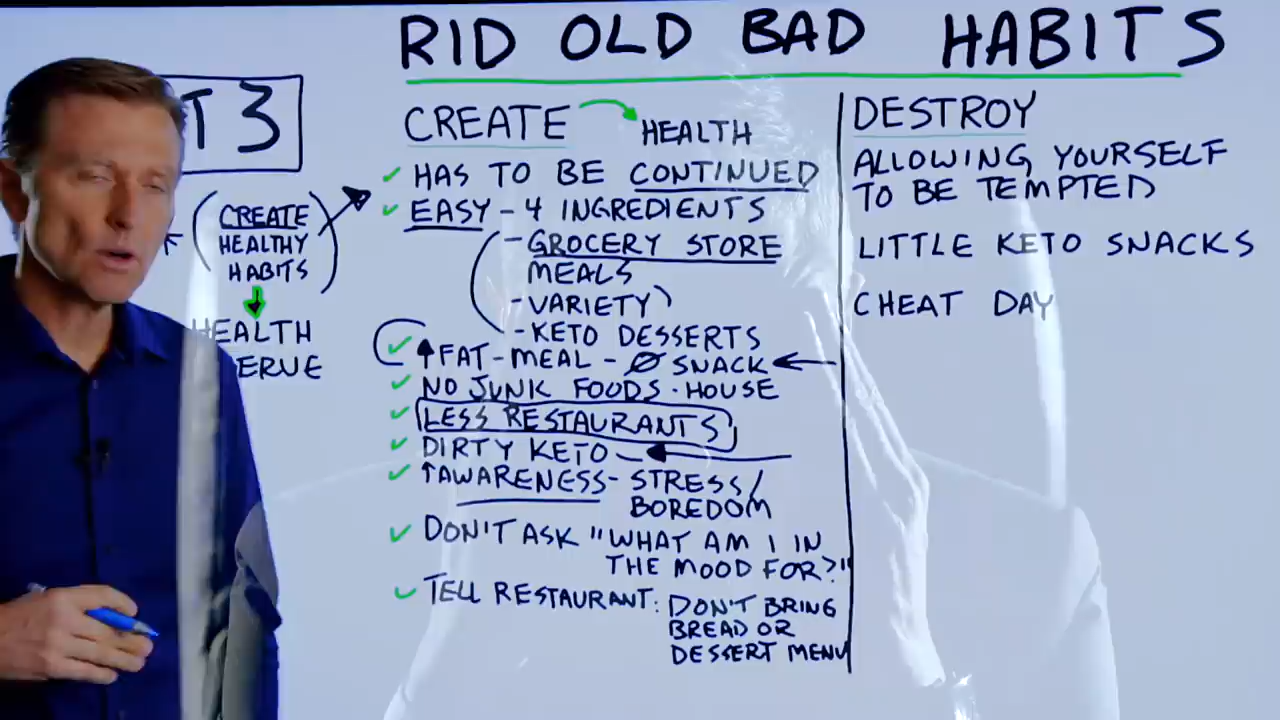 RID OLD BAD HABITS
T 3
(CREATE
HEALTHY
HABITS)
HEALTH
ERVE
CREATE
HEALTH
✓ HAS TO BE CONTINUED
✓ EASY - 4 INGREDIENTS
- GROCERY STORE
MEALS
- VARIETY
- KETO DESSERTS
✓ ↑ FAT-MEAL - Ø SNACK
✓ NO JUNK FOODS · HOUSE
✓ LESS RESTAURANTS
✓ DIRTY KETO -
✓ ↑ AWARENESS - STRESS/
BOREDOM
✓ DON'T ASK "WHAT AM I IN
THE MOOD FOR?"
✓ TELL RESTAURANT: DON'T BRING
BREAD OR
DESSERT MENU
DESTROY
ALLOWING YOURSELF
TO BE TEMPTED
LITTLE KETO SNACKS
CHEAT DAY